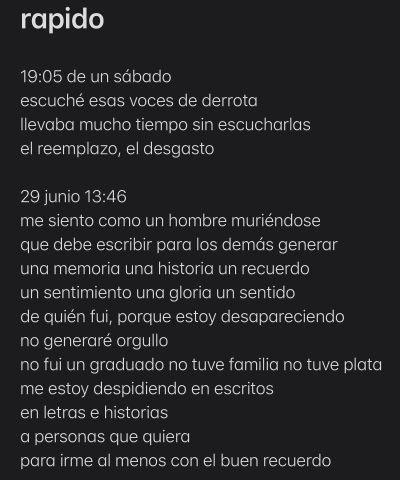 rapido
19:05 de un sábado
escuché esas voces de derrota
llevaba mucho tiempo sin escucharlas
el reemplazo, el desgasto
29 junio 13:46
me siento como un hombre muriéndose
que debe escribir para los demás generar
una memoria una historia un recuerdo
un sentimiento una gloria un sentido
de quién fui, porque estoy desapareciendo
no generaré orgullo
no fui un graduado no tuve familia no tuve plata
me estoy despidiendo en escritos
en letras e historias
a personas que quiera
para irme al menos con el buen recuerdo